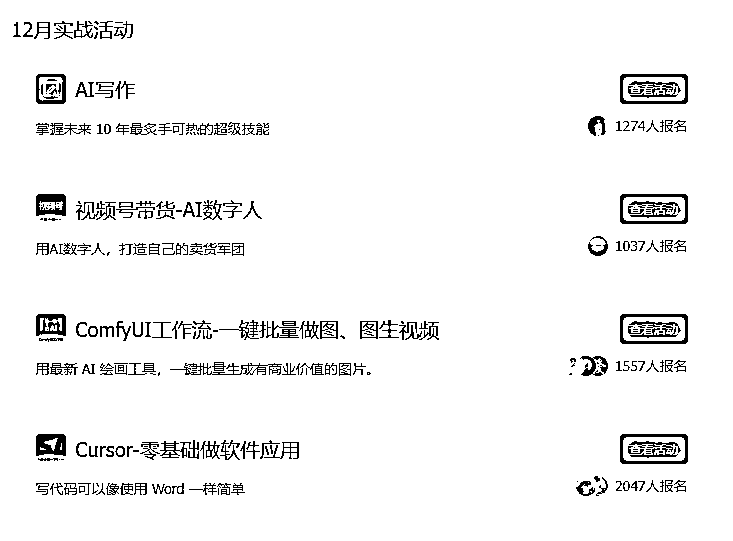 12月实战活动
AI写作
查看活动
掌握未来 10 年最炙手可热的超级技能
1274人报名
视频号带货-AI数字人
查看活动
用AI数字人，打造自己的卖货军团
1037人报名
ComfyUI工作流-一键批量做图、图生视频
查看活动
用最新 AI 绘画工具，一键批量生成有商业价值的图片。
1557人报名
Cursor-零基础做软件应用
查看活动
写代码可以像使用 Word 一样简单
2047人报名